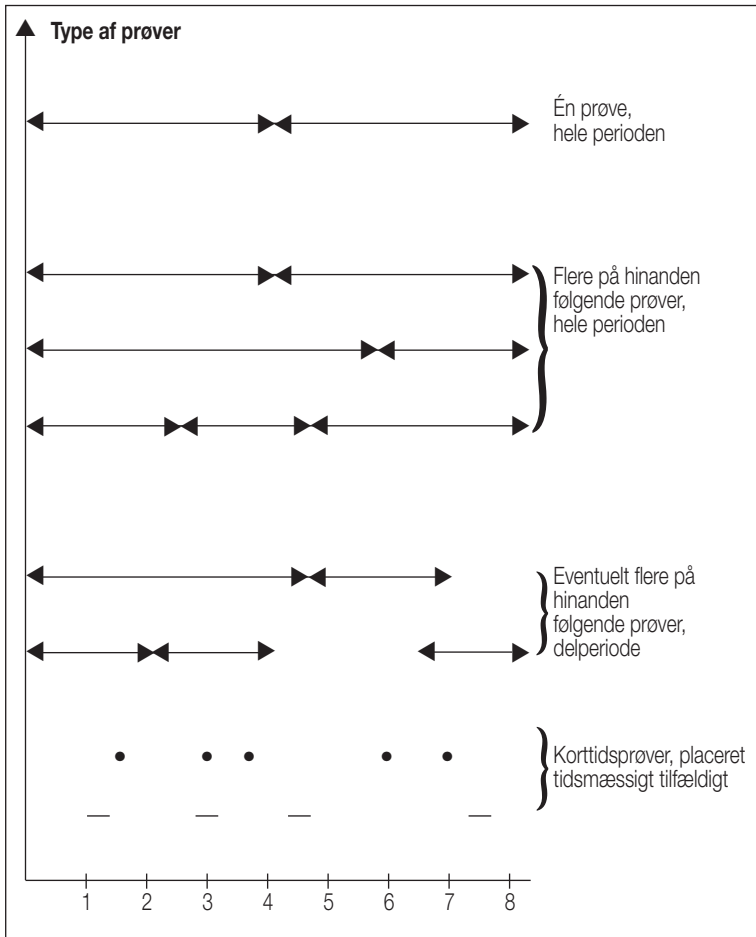 Type af prøver
Én prøve,
hele perioden
Flere på hinanden
følgende prøver,
hele perioden
Eventuelt flere på
hinanden
følgende prøver,
delperiode
Korttidsprøver, placeret
tidsmæssigt tilfældigt
1 2 3 4 5 6 7 8